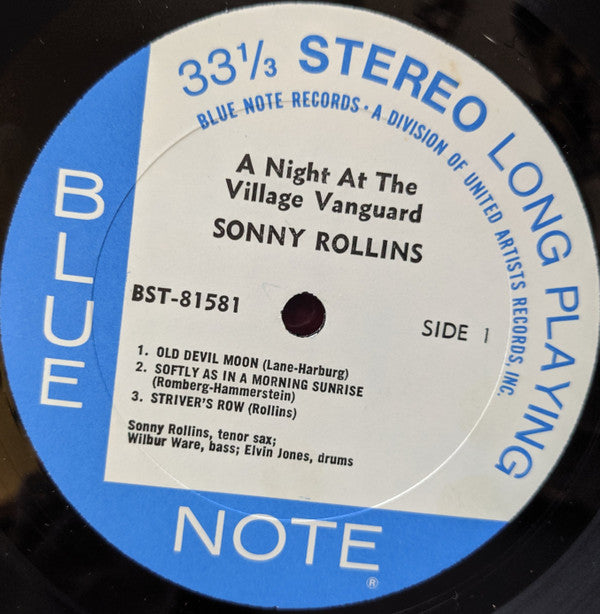 33⅓ STEREO LONG PLAYING
BLUE NOTE RECORDS • A DIVISION OF UNITED ARTISTS RECORDS, INC.
A Night At The
Village Vanguard
SONNY ROLLINS
BST-81581
SIDE 1
1. OLD DEVIL MOON (Lane-Harburg)
2. SOFTLY AS IN A MORNING SUNRISE
(Romberg-Hammerstein)
3. STRIVER'S ROW (Rollins)
Sonny Rollins, tenor sax;
Wilbur Ware, bass; Elvin Jones, drums
BLUE
NOTE®